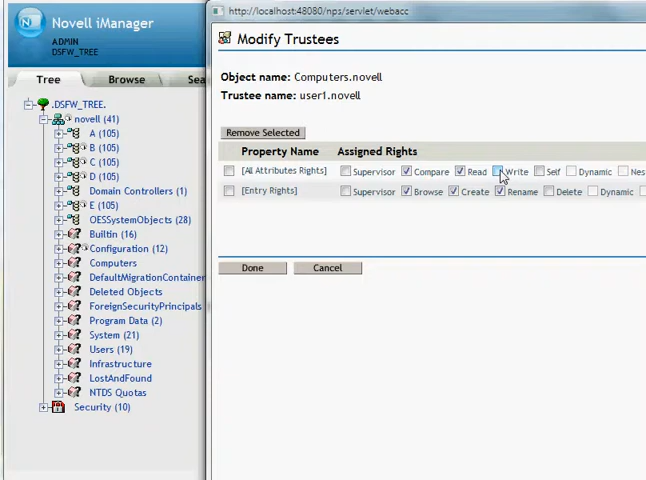 Novell iManager
ADMIN
DSFW_TREE
Tree
Browse
Sea
.DSFW_TREE.
novell (41)
A (105)
B (105)
C (105)
D (105)
Domain Controllers (1)
E (105)
OESSystemObjects (28)
Builtin (16)
Configuration (12)
Computers
DefaultMigrationContainer
Deleted Objects
ForeignSecurityPrincipals
Program Data (2)
System (21)
Users (19)
Infrastructure
LostAndFound
NTDS Quotas
Security (10)
http://localhost:48080/nps/servlet/webacc
Modify Trustees
Object name: Computers.novell
Trustee name: user1.novell
Remove Selected
Property Name Assigned Rights
[All Attributes Rights] Supervisor Compare Read Write Self Dynamic Nes
[Entry Rights] Supervisor Browse Create Rename Delete Dynamic
Done Cancel